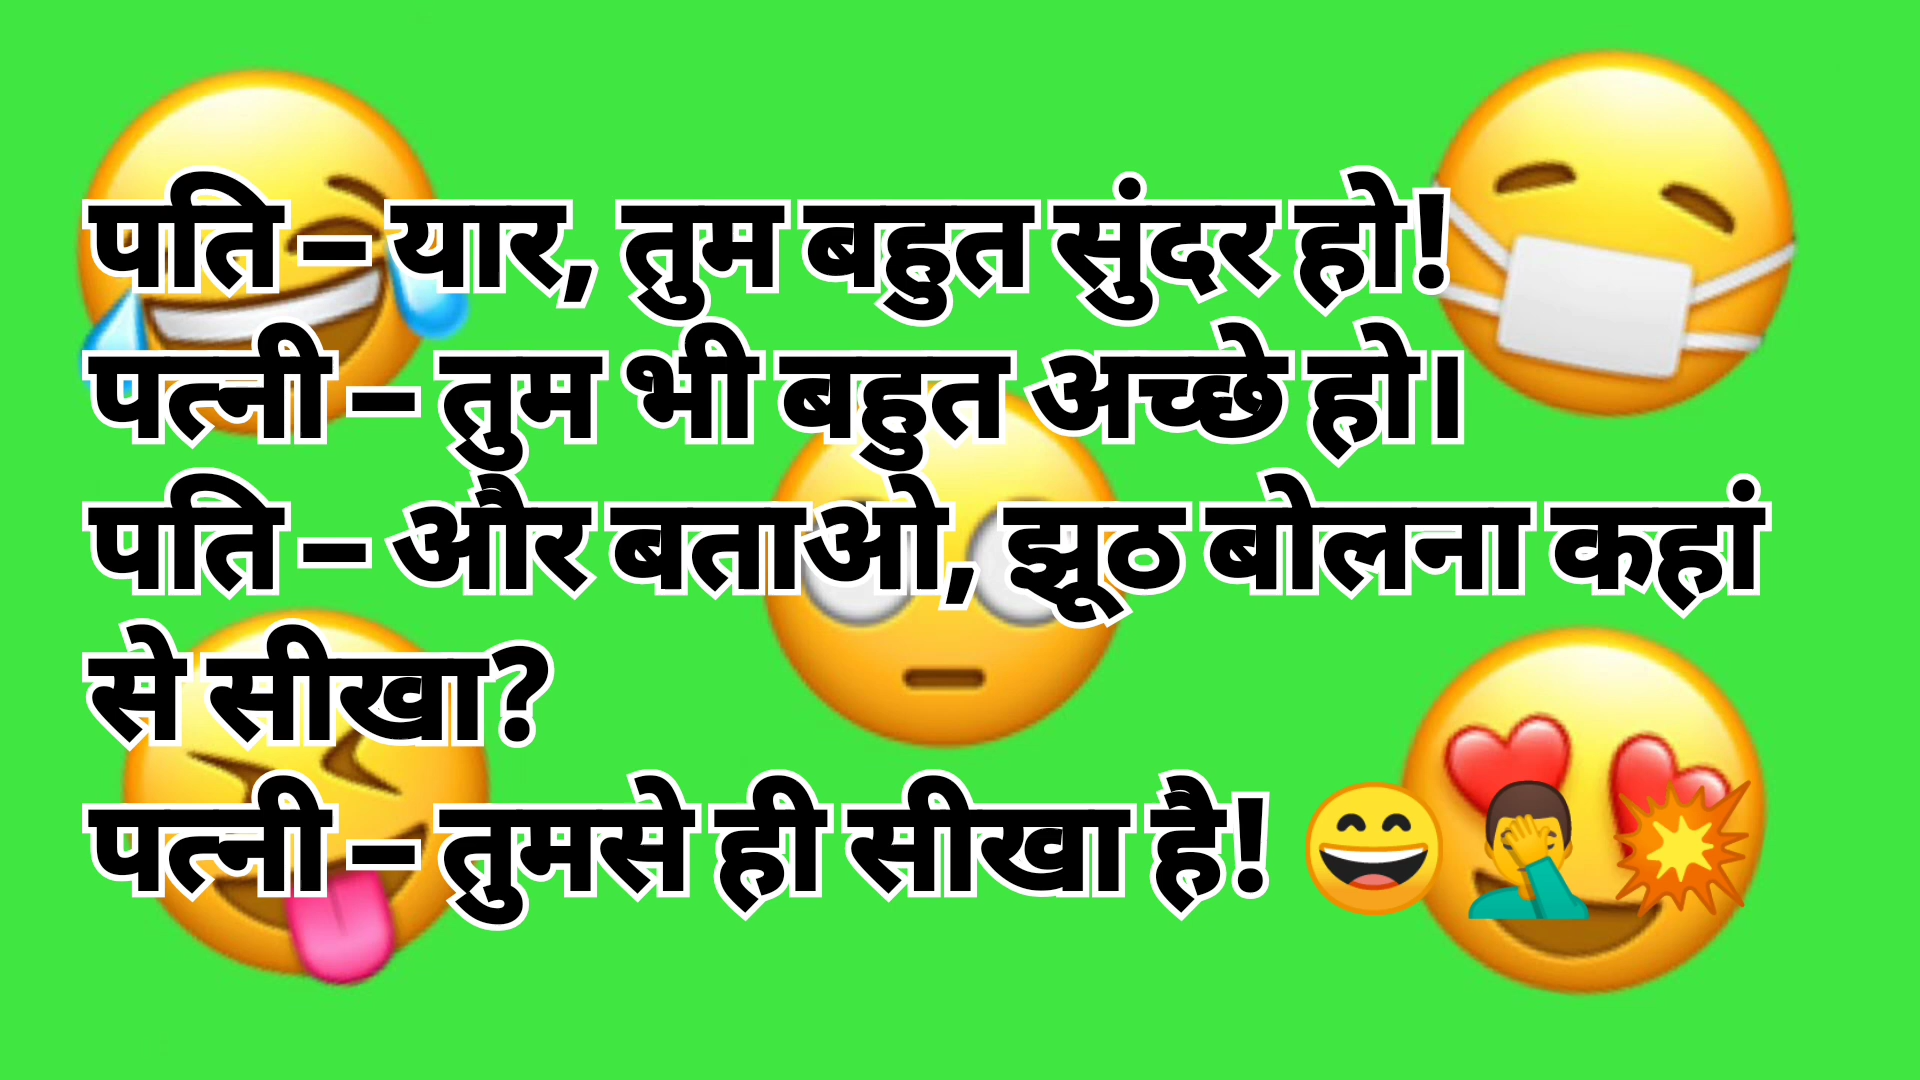 पति – यार, तुम बहुत सुंदर हो!
पत्नी – तुम भी बहुत अच्छे हो।
पति – और बताओ, झूठ बोलना कहां
से सीखा?
पत्नी – तुमसे ही सीखा है! 😄🤦‍♂️💥